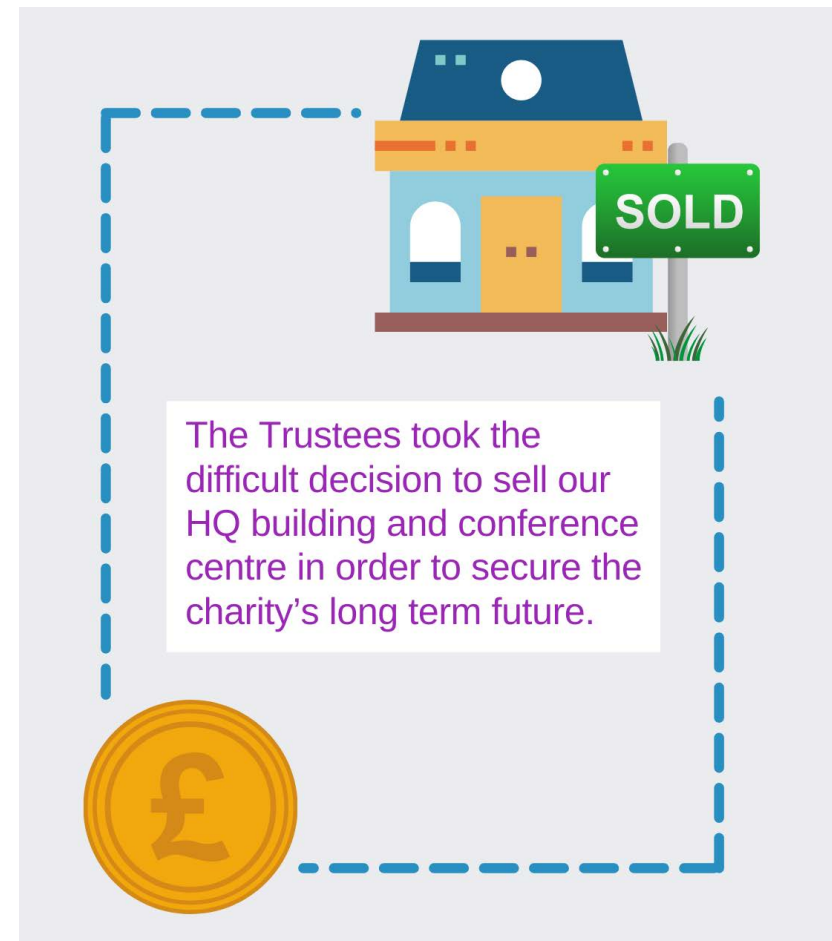 SOLD
The Trustees took the
difficult decision to sell our
HQ building and conference
centre in order to secure the
charity’s long term future.
£